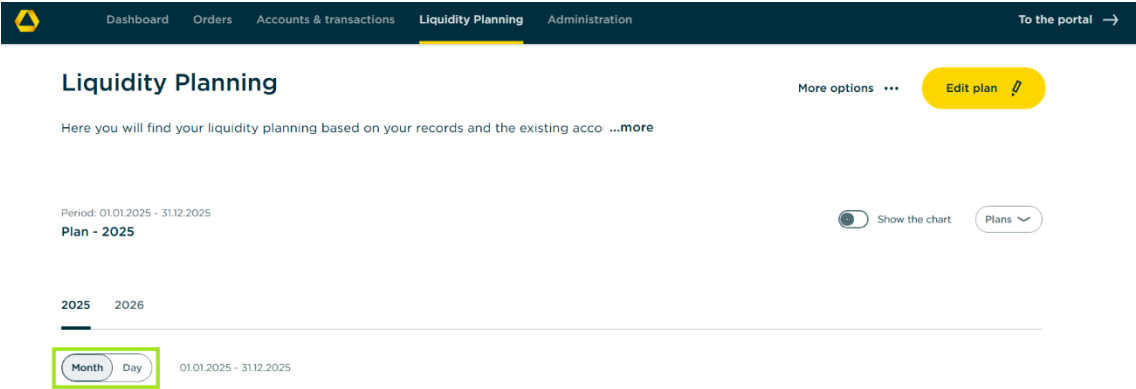 Dashboard Orders Accounts & transactions Liquidity Planning Administration To the portal →
Liquidity Planning
More options ••• Edit plan
Here you will find your liquidity planning based on your records and the existing acco ...more
Period: 01.01.2025 - 31.12.2025
Plan - 2025
Show the chart Plans
2025 2026
Month Day 01.01.2025 - 31.12.2025